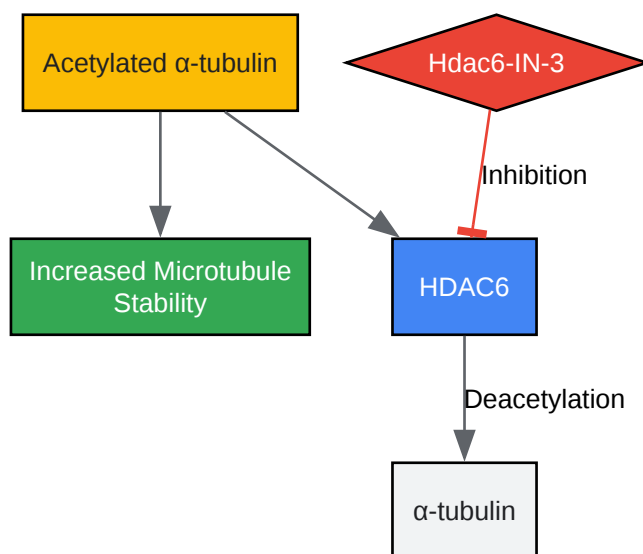 Acetylated α-tubulin
Hdac6-IN-3
Inhibition
Increased Microtubule
Stability
HDAC6
Deacetylation
α-tubulin